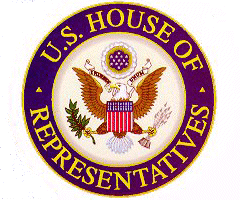 U.S. HOUSE OF
REPRESENTATIVES